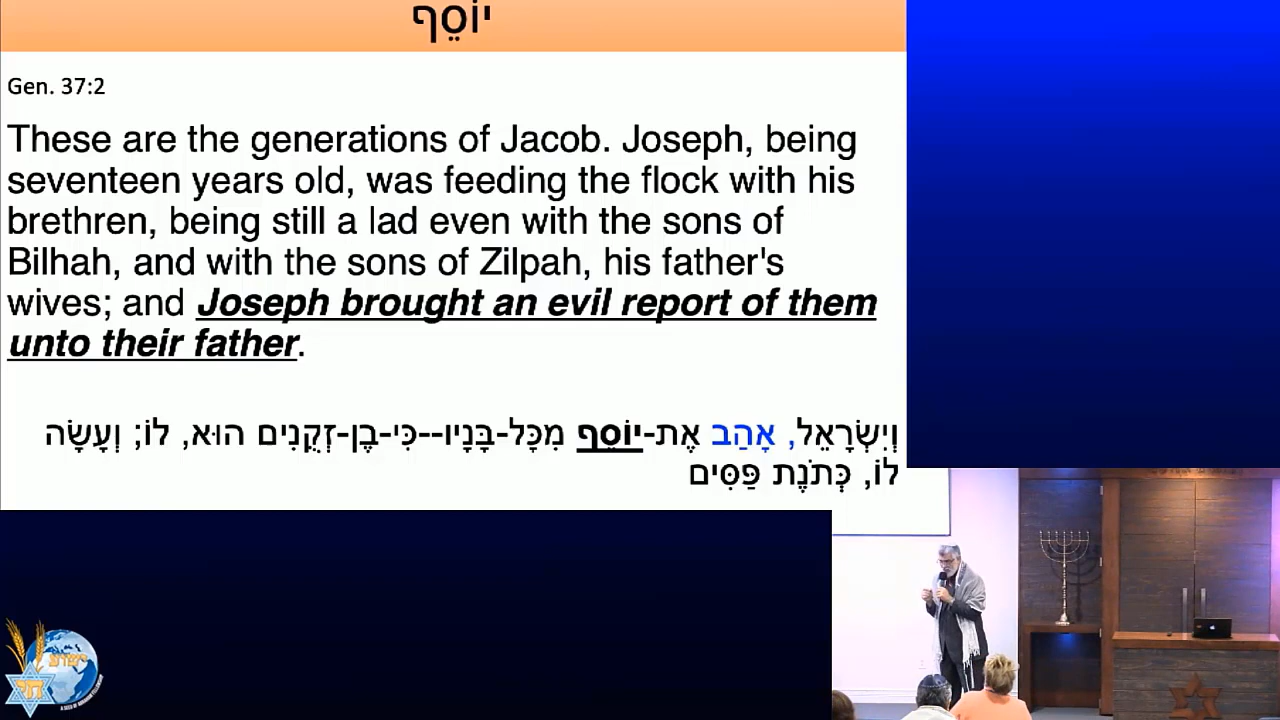 יוֹסֵף
Gen. 37:2
These are the generations of Jacob. Joseph, being
seventeen years old, was feeding the flock with his
brethren, being still a lad even with the sons of
Bilhah, and with the sons of Zilpah, his father's
wives; and Joseph brought an evil report of them
unto their father.
וְיִשְׂרָאֵל, אָהַב אֶת-יוֹסֵף מִכָּל-בָּנָיו--כִּי-בֶן-זְקֻנִים הוּא, לוֹ; וְעָשָׂה
לוֹ, כְּתֹנֶת פַּסִּים
ישוע
חי